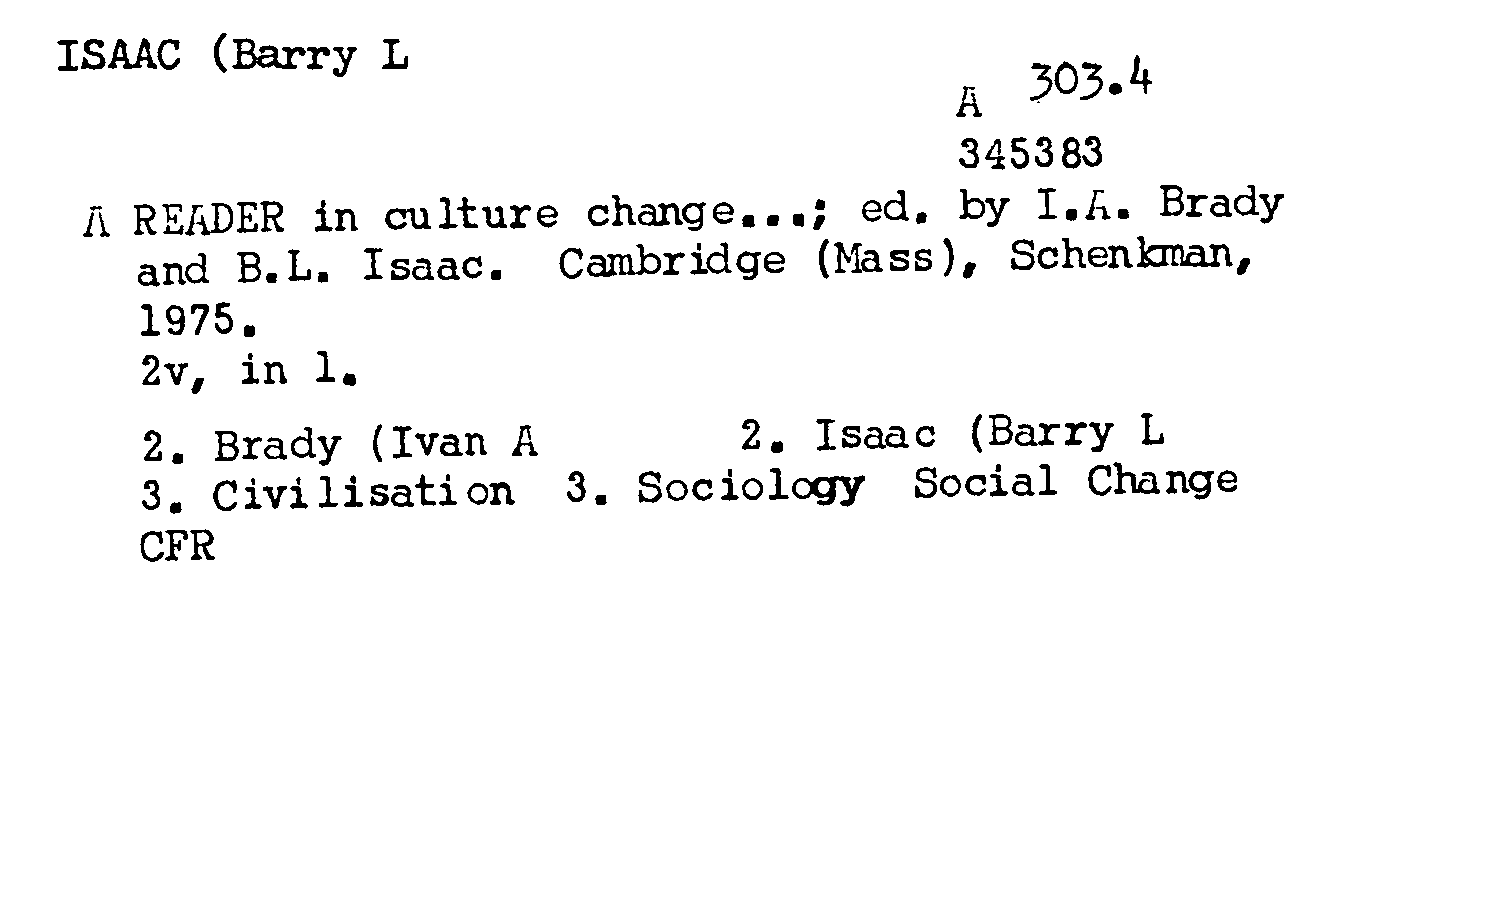 ISAAC (Barry L
A 303.4
345383
A READER in culture change...; ed. by I.A. Brady
and B.L. Isaac. Cambridge (Mass), Schenkman,
1975.
2v, in 1.
2. Brady (Ivan A 2. Isaac (Barry L
3. Civilisation 3. Sociology Social Change
CFR